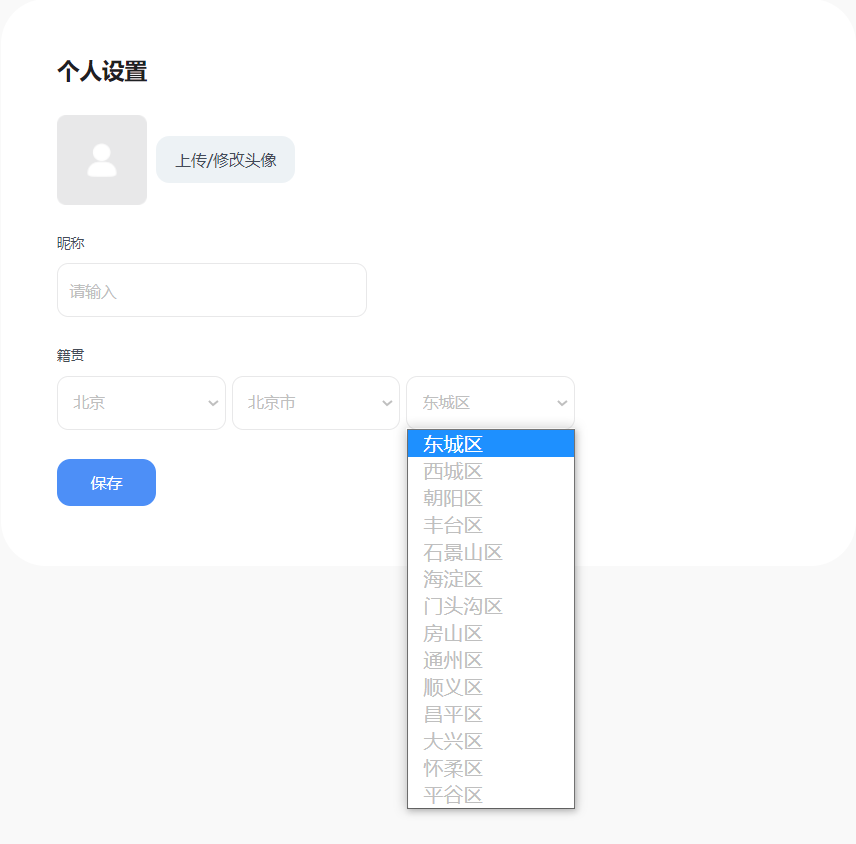 个人设置
上传/修改头像
昵称
请输入
籍贯
北京 北京市 东城区
东城区
西城区
朝阳区
丰台区
石景山区
海淀区
门头沟区
房山区
通州区
顺义区
昌平区
大兴区
怀柔区
平谷区
保存